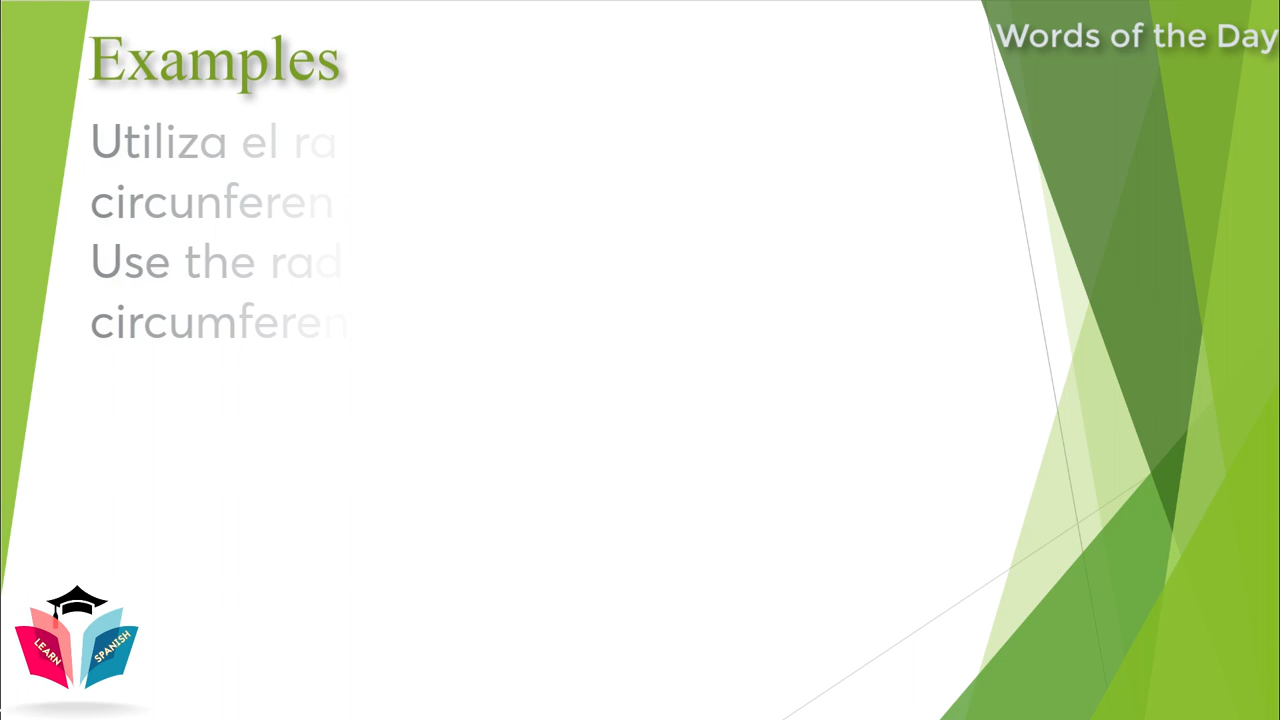 Words of the Day
Examples
Utiliza el ra
circunferen
Use the rad
circumferen
LEARN
SPANISH